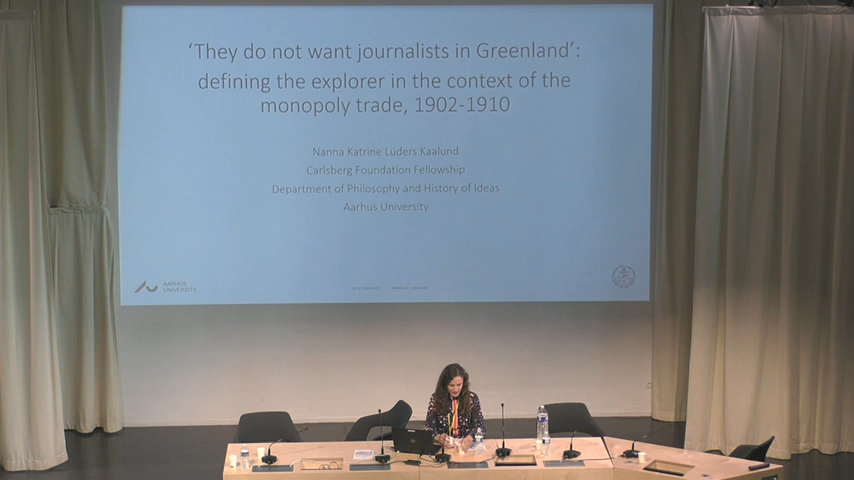 ‘They do not want journalists in Greenland’:
defining the explorer in the context of the
monopoly trade, 1902-1910
Nanna Katrine Lüders Kaalund
Carlsberg Foundation Fellowship
Department of Philosophy and History of Ideas
Aarhus University
AARHUS
UNIVERSITY